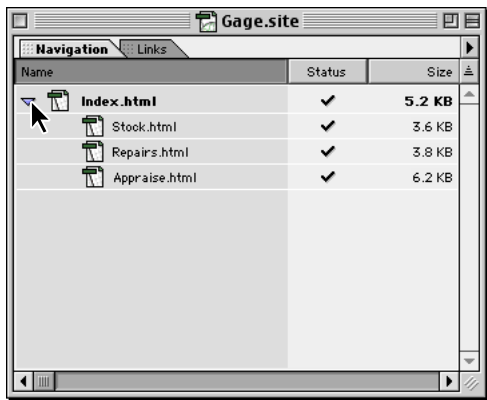 Gage.site
Navigation Links
Name Status Size
Index.html 5.2 KB
Stock.html 3.6 KB
Repairs.html 3.8 KB
Appraise.html 6.2 KB